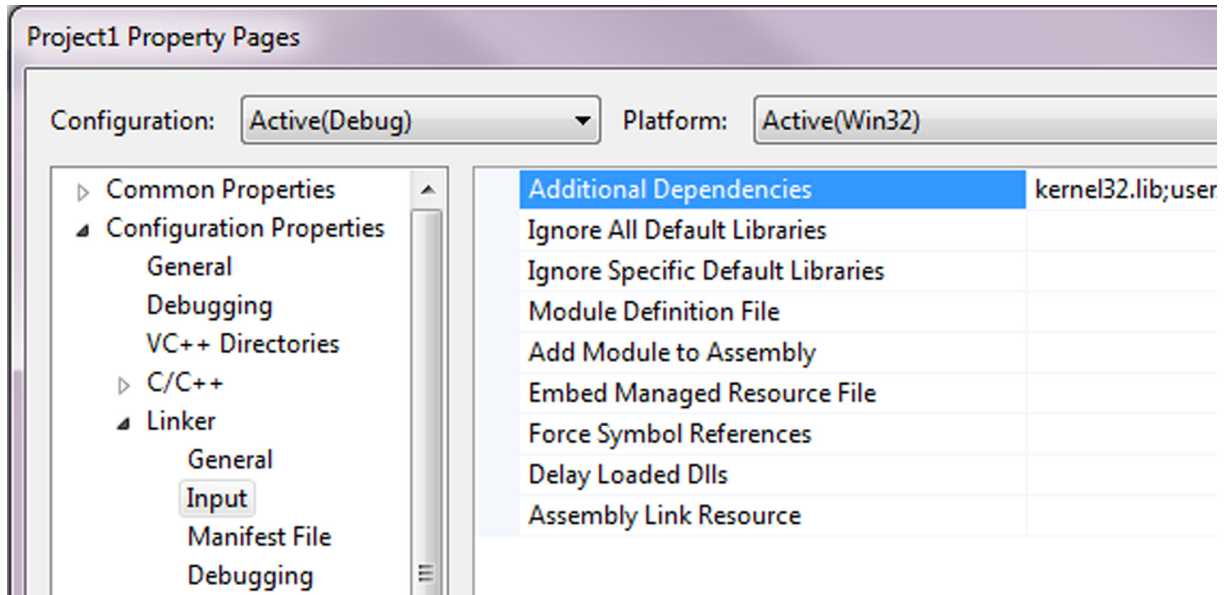 Project1 Property Pages
Configuration: Active(Debug) Platform: Active(Win32)
Common Properties
Configuration Properties
General
Debugging
VC++ Directories
C/C++
Linker
General
Input
Manifest File
Debugging
Additional Dependencies kernel32.lib;user
Ignore All Default Libraries
Ignore Specific Default Libraries
Module Definition File
Add Module to Assembly
Embed Managed Resource File
Force Symbol References
Delay Loaded Dlls
Assembly Link Resource